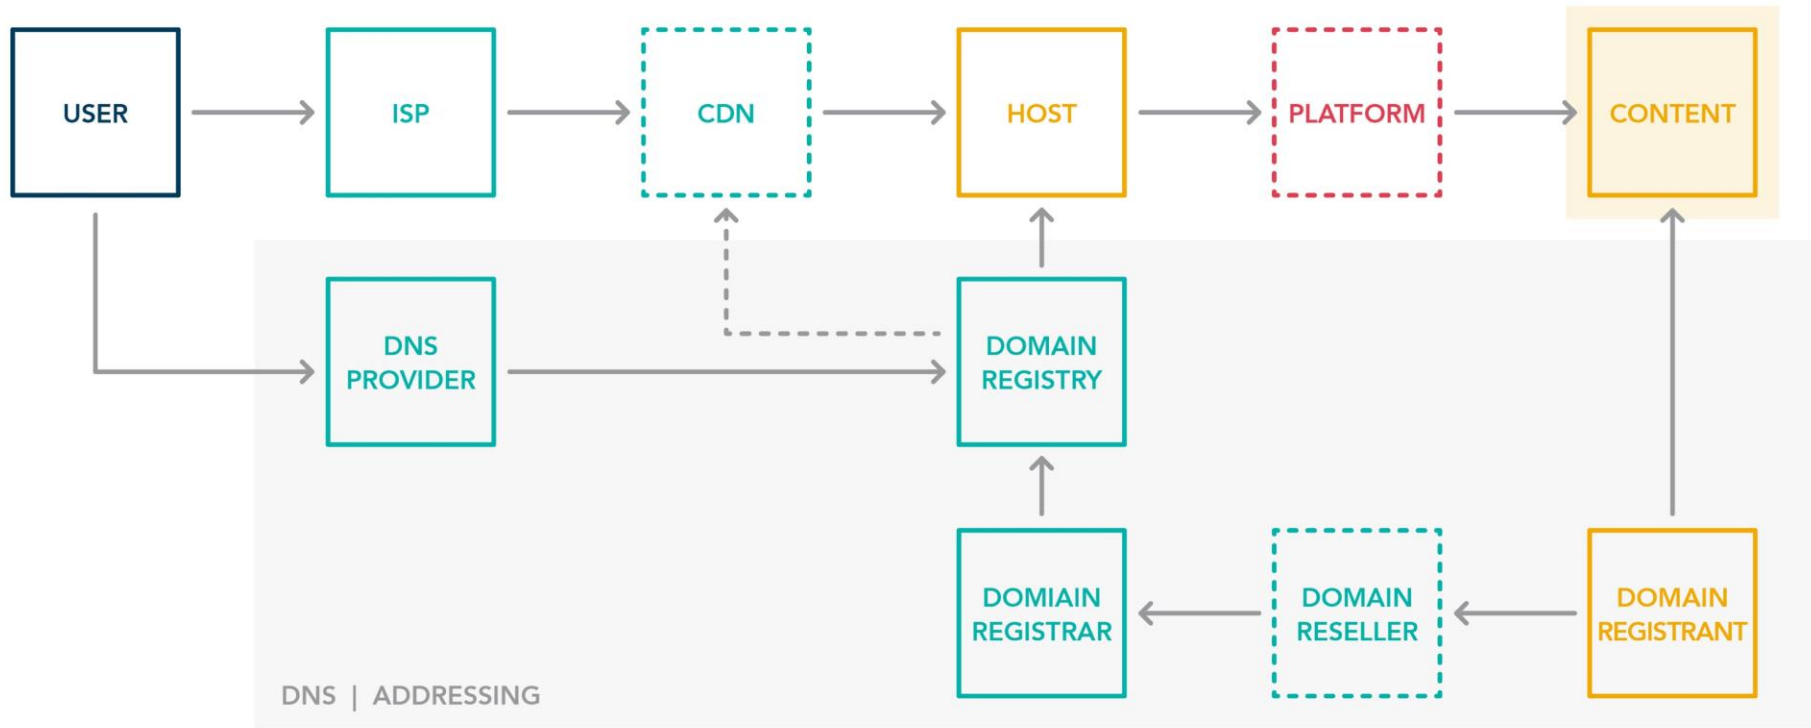 USER
ISP
CDN
HOST
PLATFORM
CONTENT
DNS
PROVIDER
DOMAIN
REGISTRY
DOMIAIN
REGISTRAR
DOMAIN
RESELLER
DOMAIN
REGISTRANT
DNS | ADDRESSING